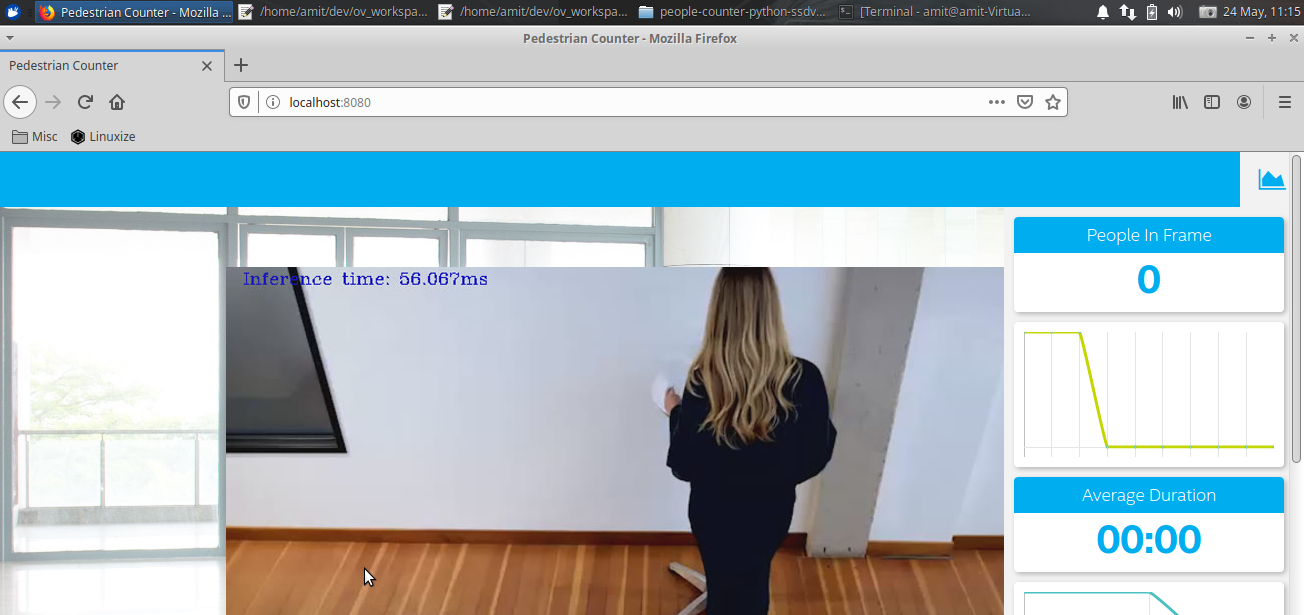 Pedestrian Counter - Mozilla ...
/home/amit/dev/ov_workspa...
/home/amit/dev/ov_workspa...
people-counter-python-ssdv...
[Terminal - amit@amit-Virtua...
24 May, 11:15
Pedestrian Counter - Mozilla Firefox
Pedestrian Counter
localhost:8080
Misc
Linuxize
People In Frame
0
Inference time: 56.067ms
Average Duration
00:00